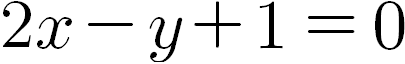 2x − y + 1 = 0